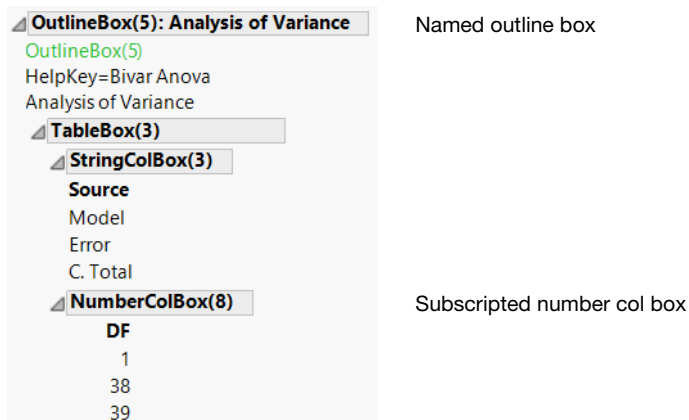 OutlineBox(5): Analysis of Variance
Named outline box
OutlineBox(5)
HelpKey=Bivar Anova
Analysis of Variance
TableBox(3)
StringColBox(3)
Source
Model
Error
C. Total
NumberColBox(8)
Subscripted number col box
DF
1
38
39